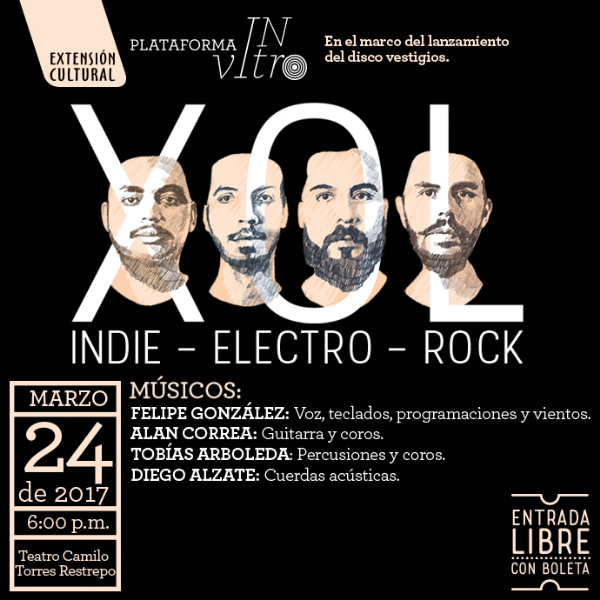 EXTENSIÓN
CULTURAL
PLATAFORMA
IN
vItro
En el marco del lanzamiento
del disco vestigios.
XOL
INDIE – ELECTRO – ROCK
MARZO
24
de 2017
6:00 p.m.
Teatro Camilo
Torres Restrepo
MÚSICOS:
FELIPE GONZÁLEZ: Voz, teclados, programaciones y vientos.
ALAN CORREA: Guitarra y coros.
TOBÍAS ARBOLEDA: Percusiones y coros.
DIEGO ALZATE: Cuerdas acústicas.
ENTRADA
LIBRE
CON BOLETA